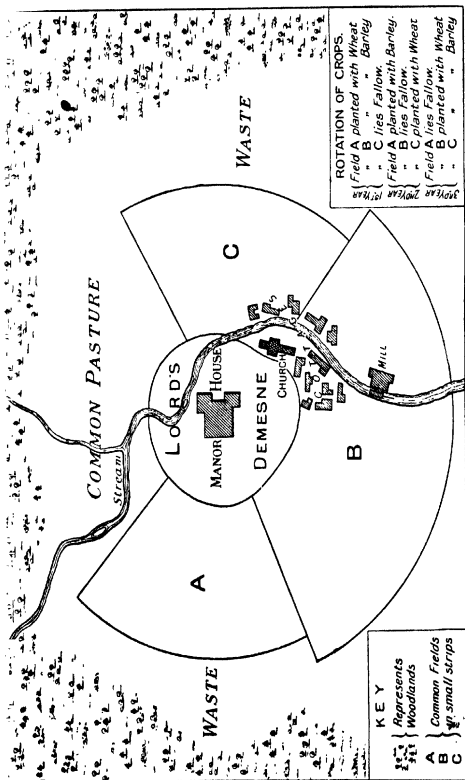 COMMON PASTURE
Stream
WASTE
WASTE
LORD'S
MANOR HOUSE
DEMESNE
CHURCH
COTTAGES
MILL
A
B
C
KEY
Represents
Woodlands
A
B
C
Common Fields
in small strips
ROTATION OF CROPS.
1ST YEAR { Field A planted with Wheat
" B " " Barley
" C lies Fallow.
2ND YEAR { Field A planted with Barley.
" B lies Fallow.
" C planted with Wheat
3RD YEAR { Field A lies Fallow.
" B planted with Wheat
" C " " Barley